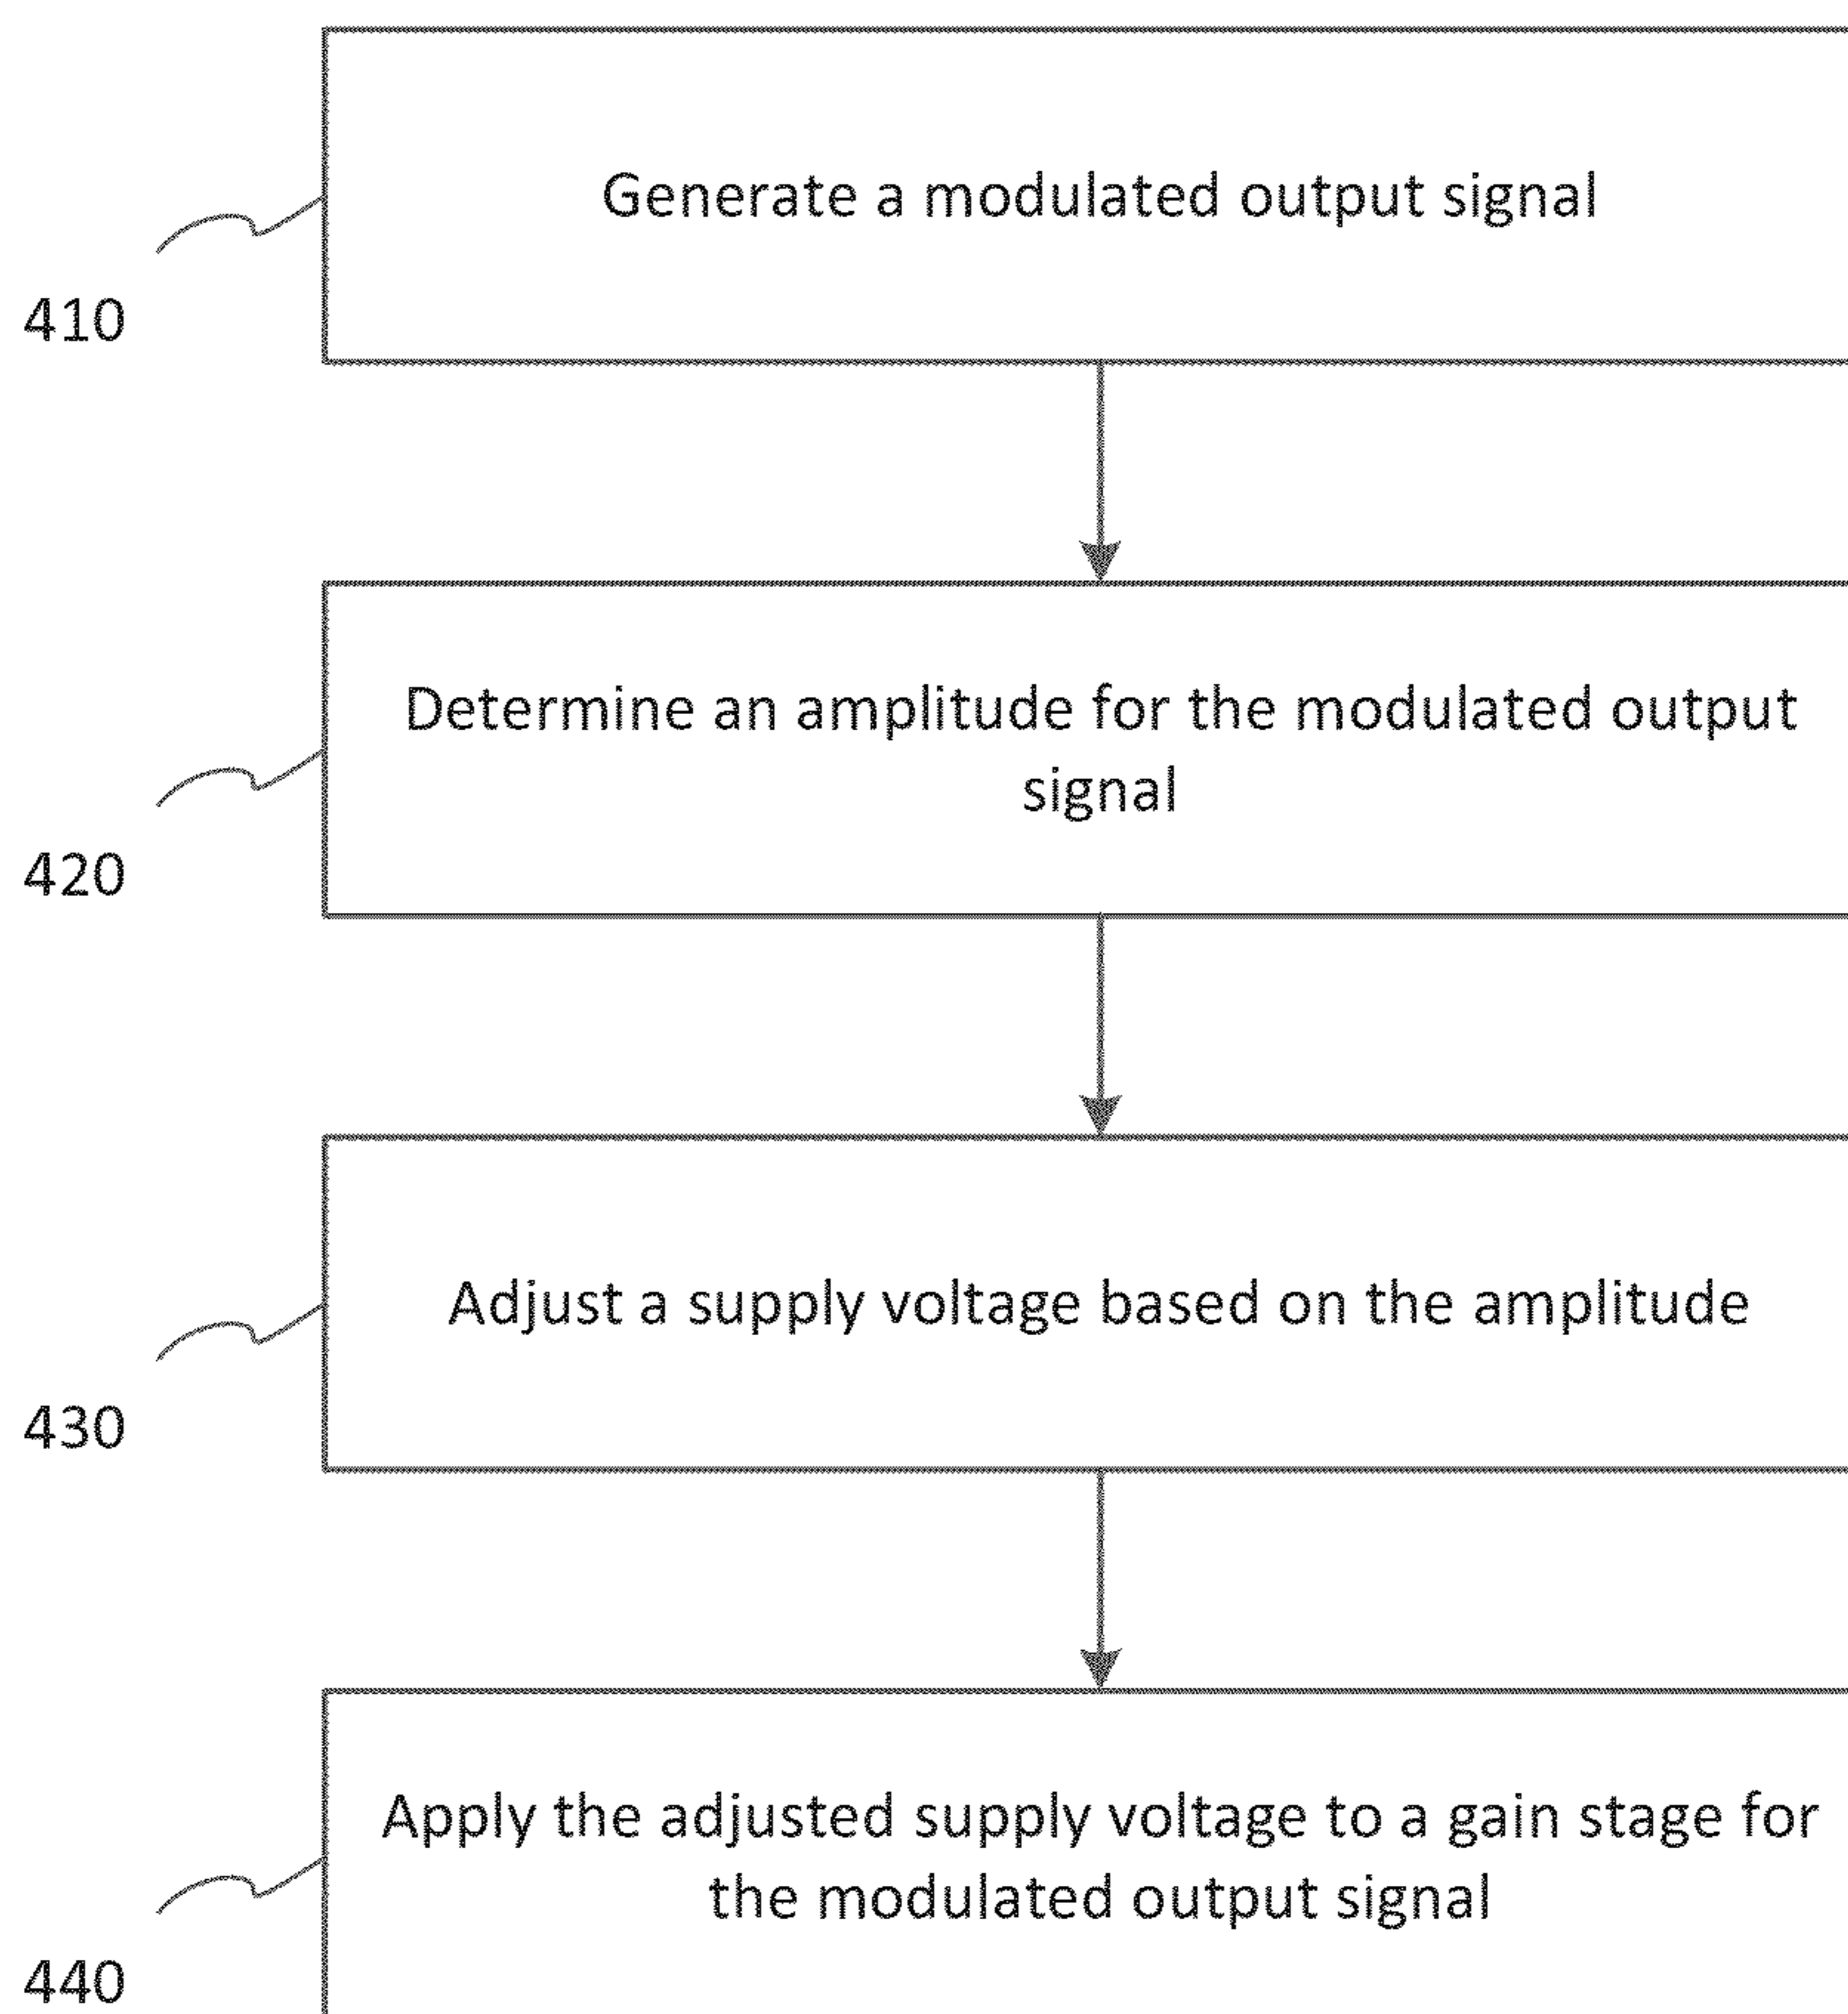 Generate a modulated output signal
410
Determine an amplitude for the modulated output
signal
420
Adjust a supply voltage based on the amplitude
430
Apply the adjusted supply voltage to a gain stage for
the modulated output signal
440